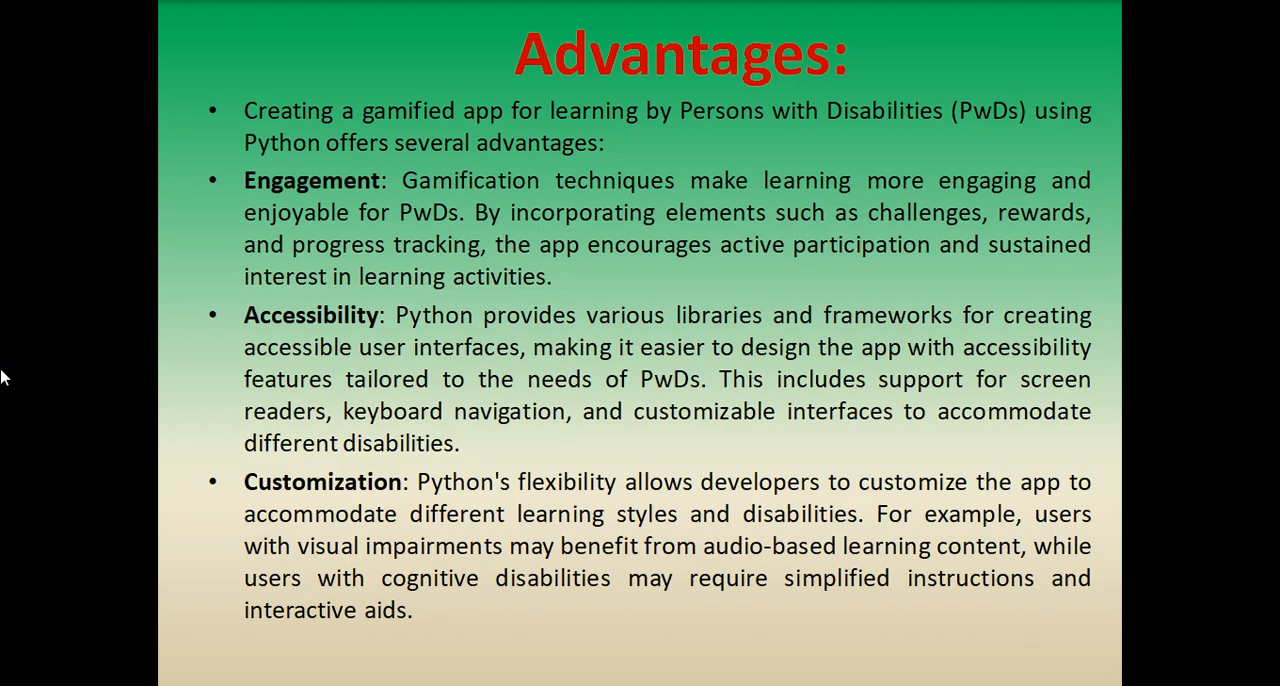 Advantages:
• Creating a gamified app for learning by Persons with Disabilities (PwDs) using
Python offers several advantages:
• Engagement: Gamification techniques make learning more engaging and
enjoyable for PwDs. By incorporating elements such as challenges, rewards,
and progress tracking, the app encourages active participation and sustained
interest in learning activities.
• Accessibility: Python provides various libraries and frameworks for creating
accessible user interfaces, making it easier to design the app with accessibility
features tailored to the needs of PwDs. This includes support for screen
readers, keyboard navigation, and customizable interfaces to accommodate
different disabilities.
• Customization: Python's flexibility allows developers to customize the app to
accommodate different learning styles and disabilities. For example, users
with visual impairments may benefit from audio-based learning content, while
users with cognitive disabilities may require simplified instructions and
interactive aids.